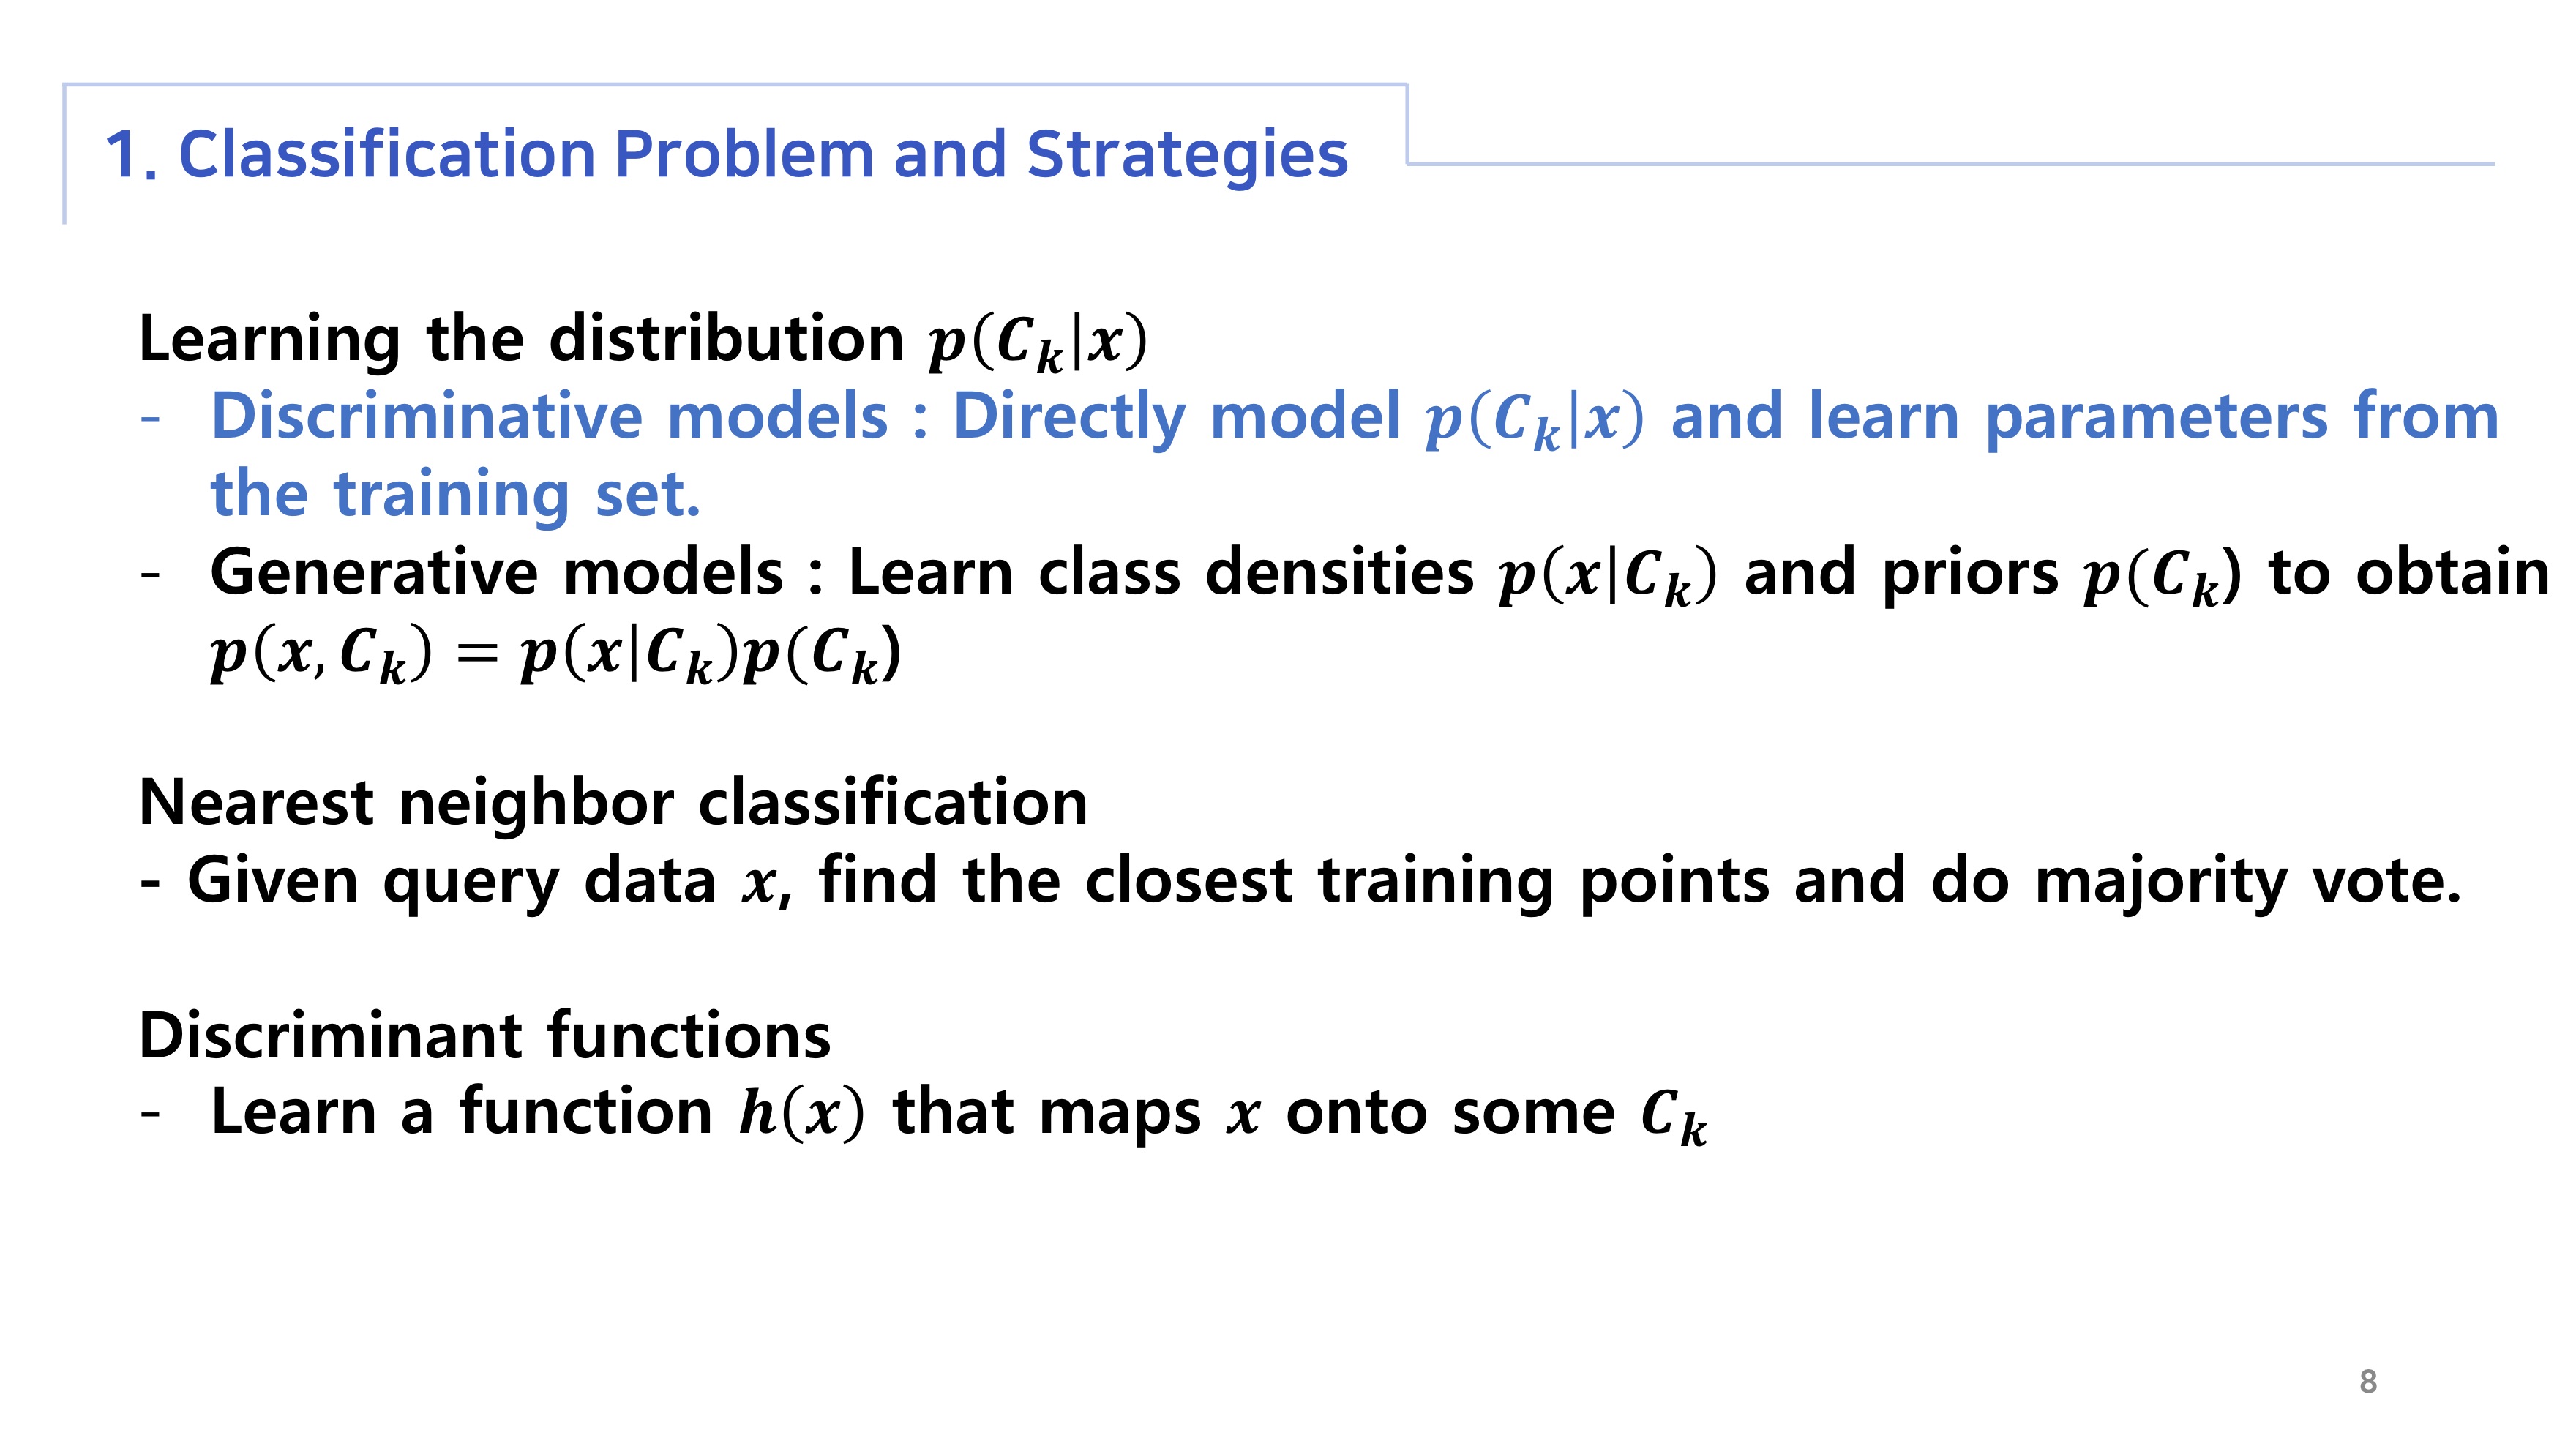 1. Classification Problem and Strategies
Learning the distribution p(C_k|x)
- Discriminative models : Directly model p(C_k|x) and learn parameters from
the training set.
- Generative models : Learn class densities p(x|C_k) and priors p(C_k) to obtain
p(x, C_k) = p(x|C_k)p(C_k)
Nearest neighbor classification
- Given query data x, find the closest training points and do majority vote.
Discriminant functions
- Learn a function h(x) that maps x onto some C_k
8